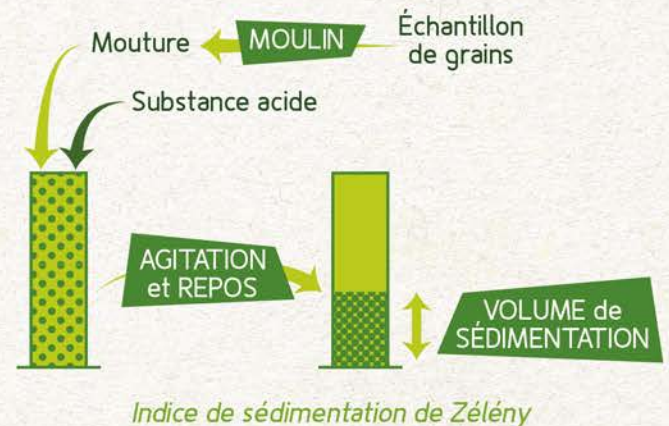 Échantillon
de grains
MOULIN
Mouture
Substance acide
AGITATION
et REPOS
VOLUME de
SÉDIMENTATION
Indice de sédimentation de Zélény